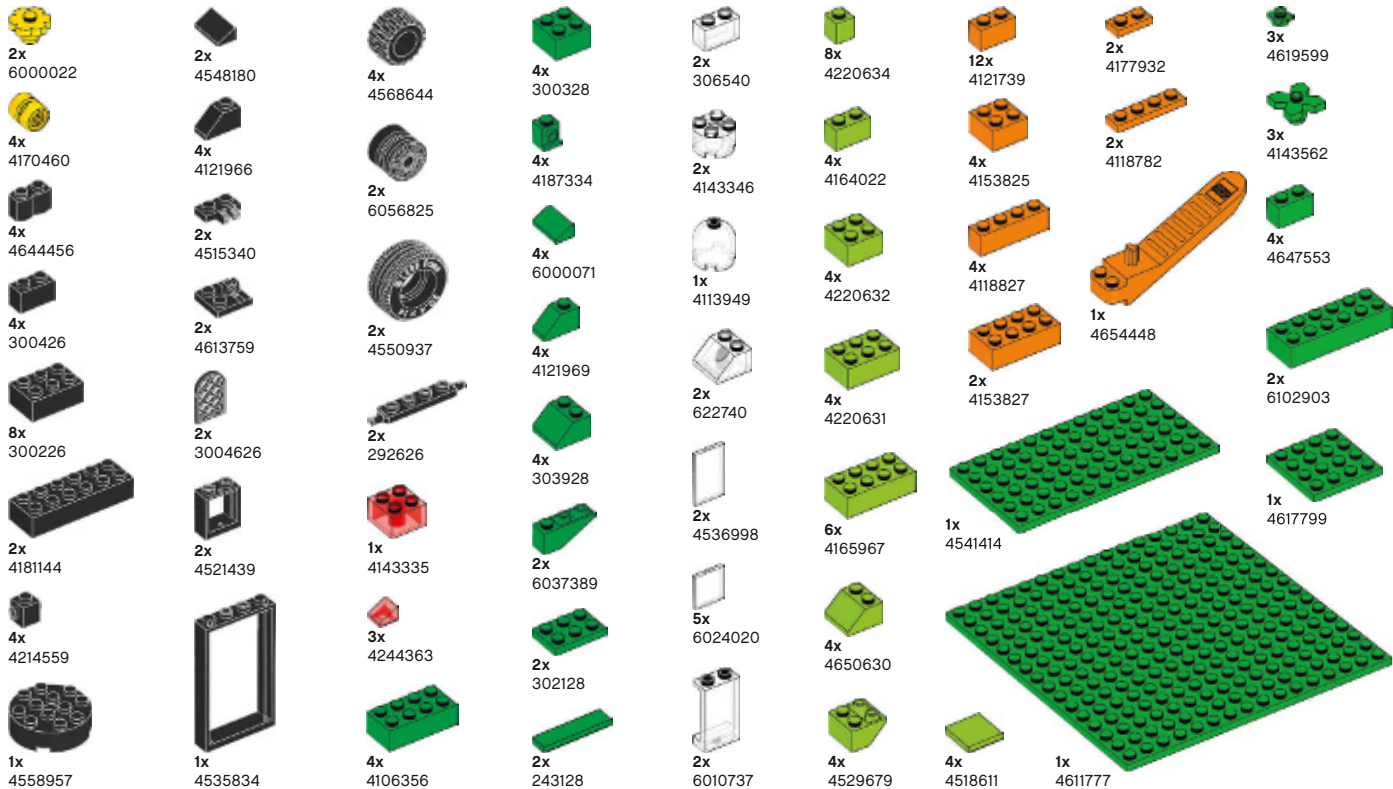 2x
6000022
4x
4170460
4x
4644456
4x
300426
8x
300226
2x
4181144
4x
4214559
1x
4558957
2x
4548180
4x
4121966
2x
4515340
2x
4613759
2x
3004626
2x
4521439
1x
4535834
4x
4568644
2x
6056825
2x
4550937
2x
292626
1x
4143335
3x
4244363
4x
4106356
4x
300328
4x
4187334
4x
6000071
4x
4121969
4x
303928
2x
6037389
2x
302128
2x
243128
2x
306540
2x
4143346
1x
4113949
2x
622740
2x
4536998
5x
6024020
2x
6010737
8x
4220634
4x
4164022
4x
4220632
4x
4220631
6x
4165967
4x
4650630
4x
4529679
12x
4121739
4x
4153825
4x
4118827
2x
4153827
1x
4541414
4x
4518611
2x
4177932
2x
4118782
1x
4654448
1x
4611777
3x
4619599
3x
4143562
4x
4647553
2x
6102903
1x
4617799